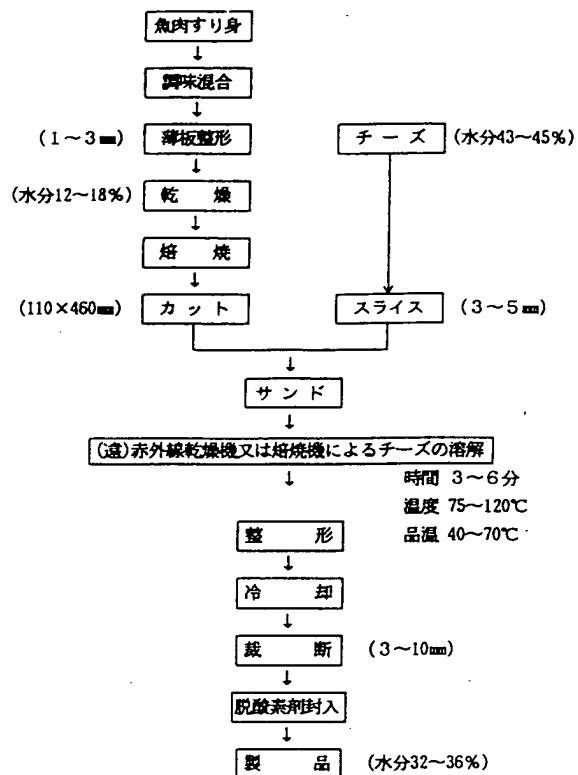 魚肉すり身
↓
調味混合
↓
(1～3㎜) 薄板整形 チーズ (水分43～45%)
↓
(水分12～18%) 乾 燥
↓
焙 焼
↓
(110×460㎜) カット スライス (3～5㎜)
↓
サンド
↓
(遠)赤外線乾燥機又は焙焼機によるチーズの溶解
↓ 時間 3～6分
温度 75～120℃
整 形 品温 40～70℃
↓
冷 却
↓
裁 断 (3～10㎜)
↓
脱酸素剤封入
↓
製 品 (水分32～36%)